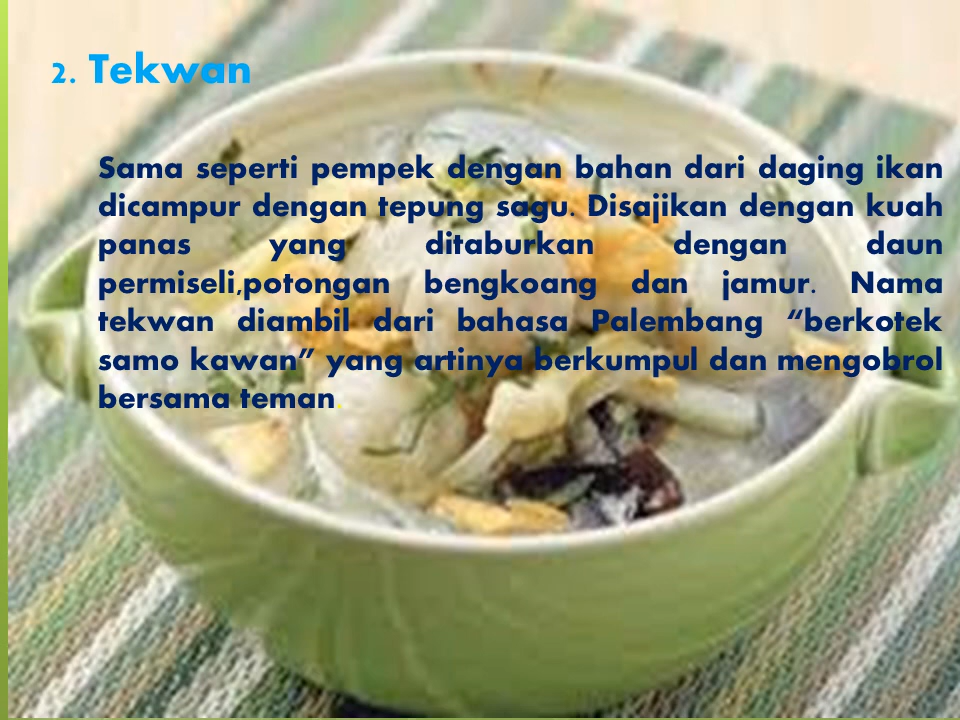 2. Tekwan
Sama seperti pempek dengan bahan dari daging ikan
dicampur dengan tepung sagu. Disajikan dengan kuah
panas yang ditaburkan dengan daun
permiseli,potongan bengkoang dan jamur. Nama
tekwan diambil dari bahasa Palembang “berkotek
samo kawan” yang artinya berkumpul dan mengobrol
bersama teman.